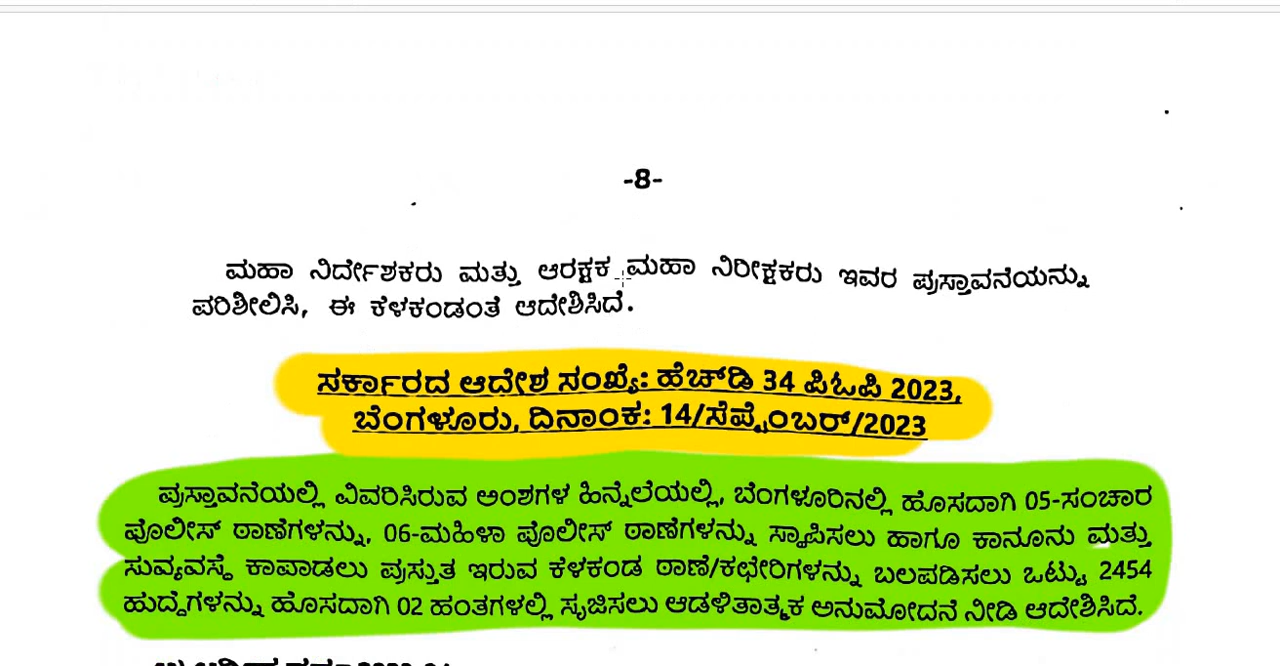 -8-
ಮಹಾ ನಿರ್ದೇಶಕರು ಮತ್ತು ಆರಕ್ಷಕ ಮಹಾ ನಿರೀಕ್ಷಕರು ಇವರ ಪ್ರಸ್ತಾವನೆಯನ್ನು
ಪರಿಶೀಲಿಸಿ, ಈ ಕೆಳಕಂಡಂತೆ ಆದೇಶಿಸಿದೆ.
ಸರ್ಕಾರದ ಆದೇಶ ಸಂಖ್ಯೆ: ಹೆಚ್‌ಡಿ 34 ಪಿಓಪಿ 2023,
ಬೆಂಗಳೂರು, ದಿನಾಂಕ: 14/ಸೆಪ್ಟೆಂಬರ್/2023
ಪ್ರಸ್ತಾವನೆಯಲ್ಲಿ ವಿವರಿಸಿರುವ ಅಂಶಗಳ ಹಿನ್ನೆಲೆಯಲ್ಲಿ, ಬೆಂಗಳೂರಿನಲ್ಲಿ ಹೊಸದಾಗಿ 05-ಸಂಚಾರ
ಪೊಲೀಸ್ ಠಾಣೆಗಳನ್ನು, 06-ಮಹಿಳಾ ಪೊಲೀಸ್ ಠಾಣೆಗಳನ್ನು ಸ್ಥಾಪಿಸಲು ಹಾಗೂ ಕಾನೂನು ಮತ್ತು
ಸುವ್ಯವಸ್ಥೆ ಕಾಪಾಡಲು ಪ್ರಸ್ತುತ ಇರುವ ಕೆಳಕಂಡ ಠಾಣೆ/ಕಛೇರಿಗಳನ್ನು ಬಲಪಡಿಸಲು ಒಟ್ಟು 2454
ಹುದ್ದೆಗಳನ್ನು ಹೊಸದಾಗಿ 02 ಹಂತಗಳಲ್ಲಿ ಸೃಜಿಸಲು ಆಡಳಿತಾತ್ಮಕ ಅನುಮೋದನೆ ನೀಡಿ ಆದೇಶಿಸಿದೆ.